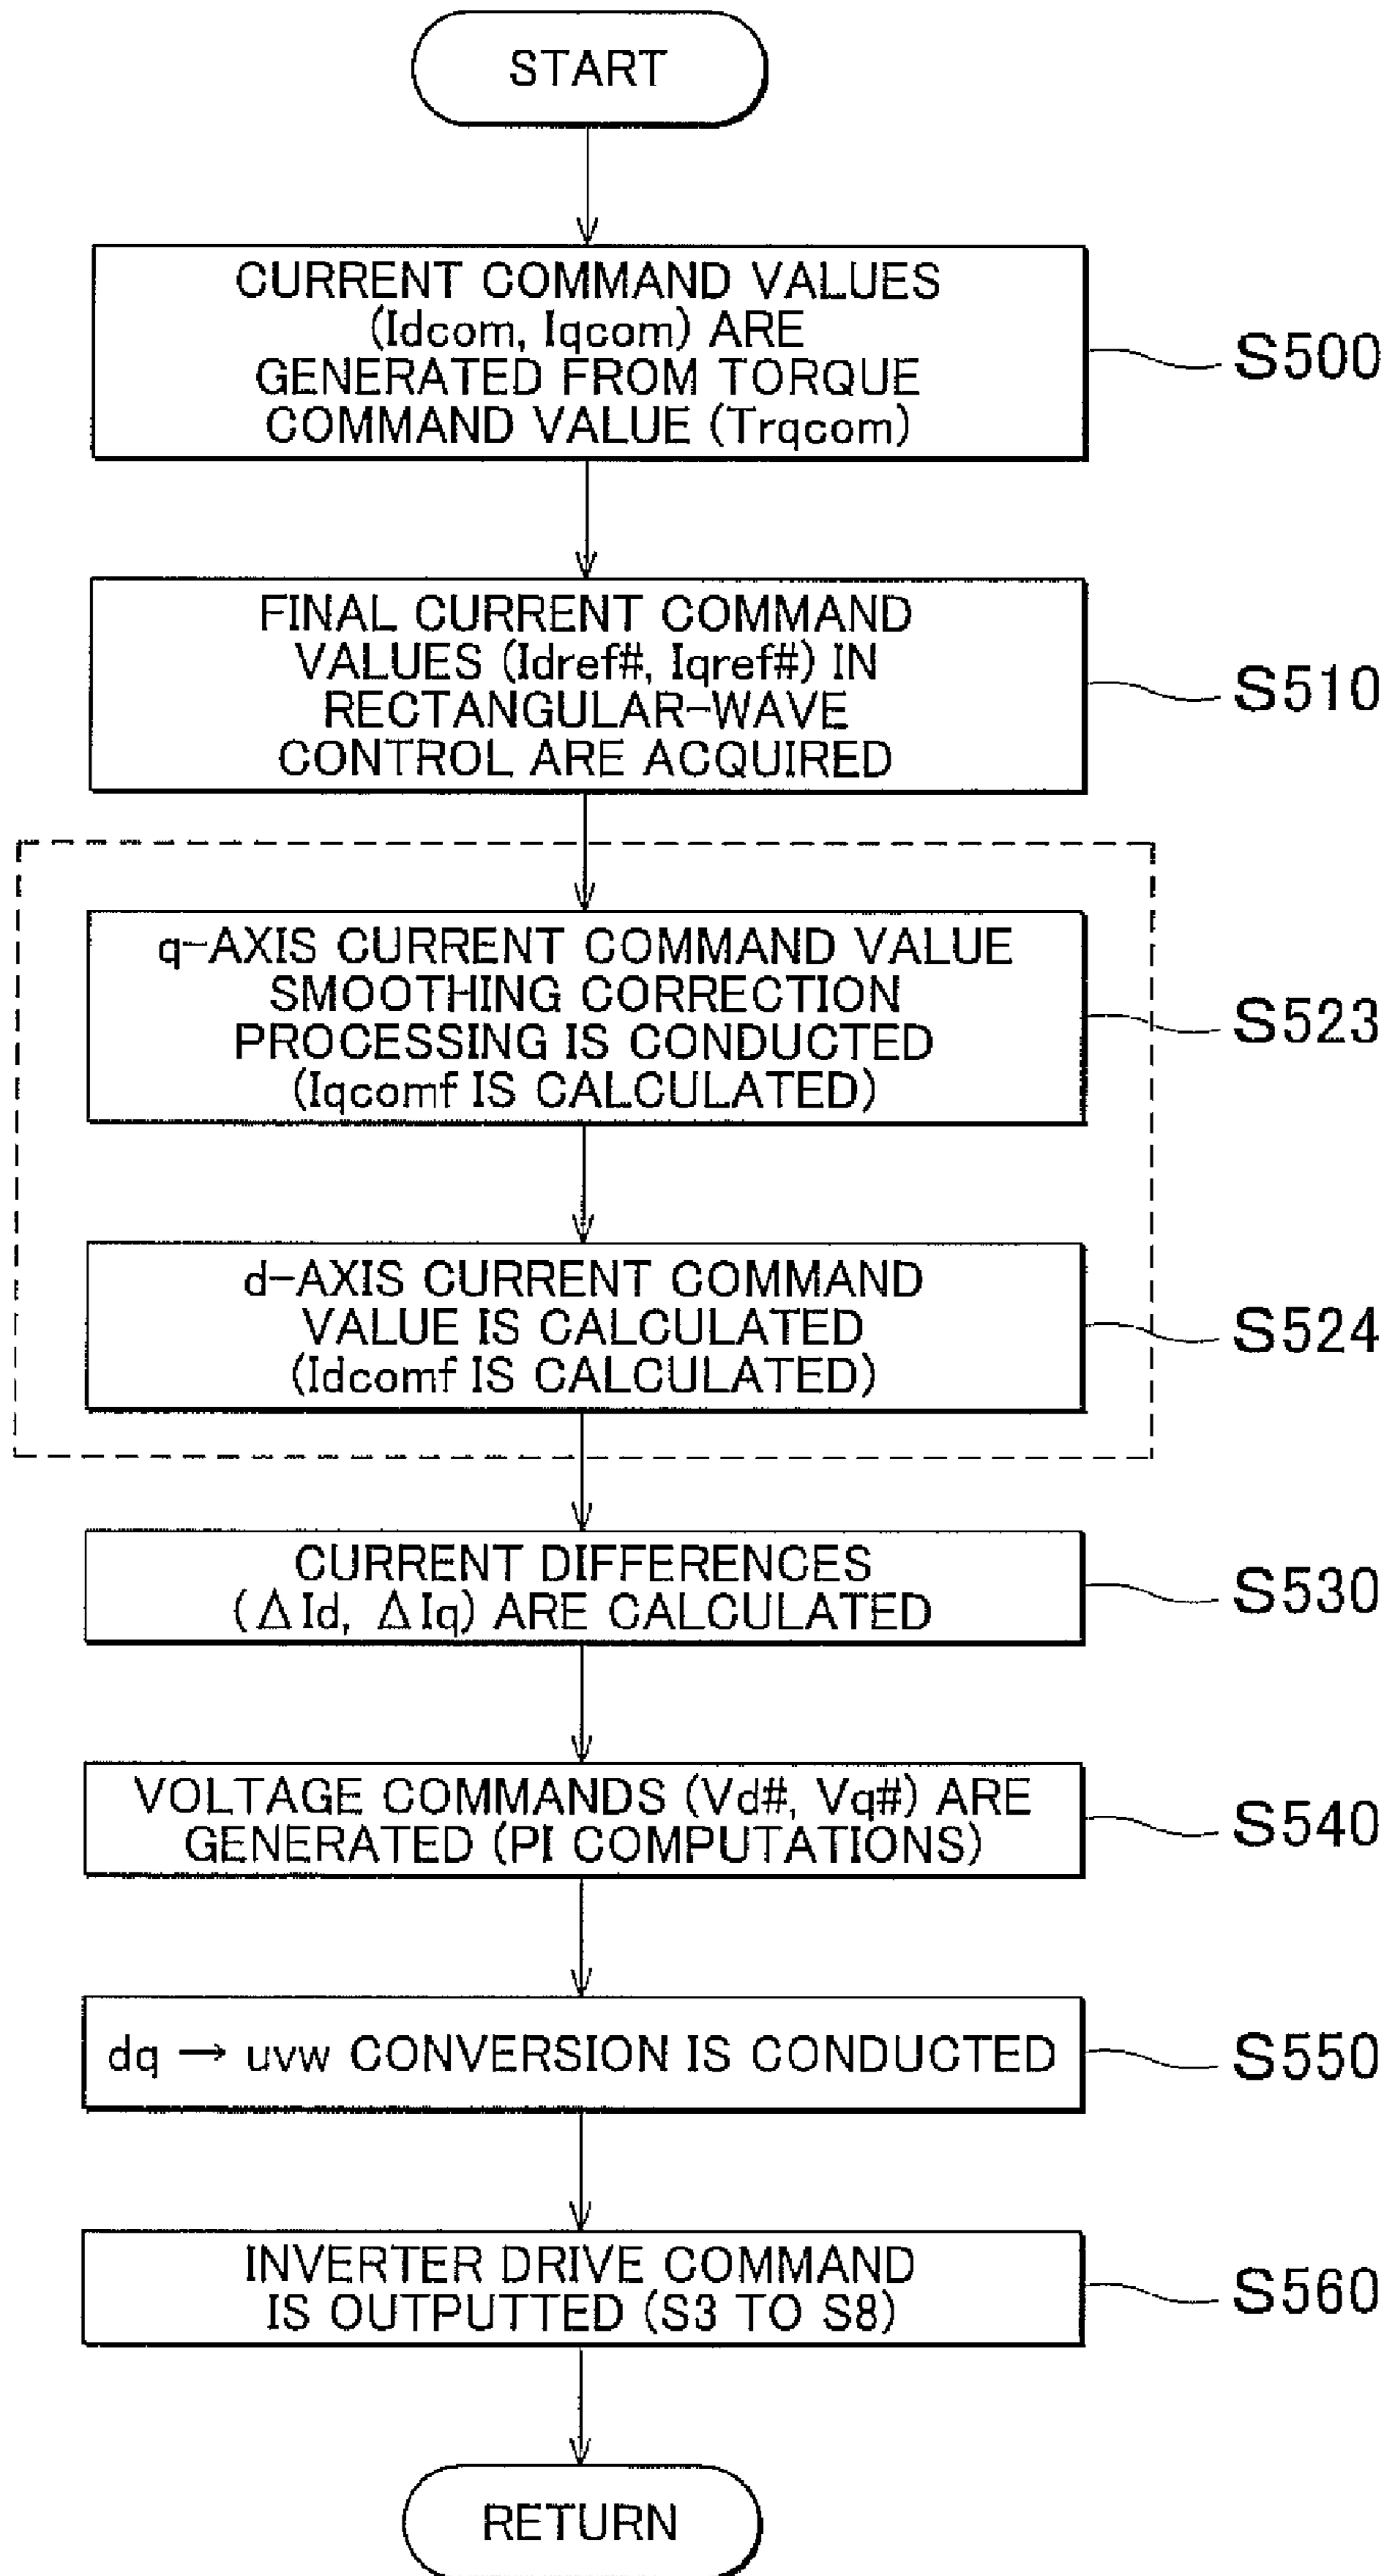 START
CURRENT COMMAND VALUES
(Idcom, Iqcom) ARE
GENERATED FROM TORQUE
COMMAND VALUE (Trqcom)
S500
FINAL CURRENT COMMAND
VALUES (Idref#, Iqref#) IN
RECTANGULAR-WAVE
CONTROL ARE ACQUIRED
S510
q-AXIS CURRENT COMMAND VALUE
SMOOTHING CORRECTION
PROCESSING IS CONDUCTED
(Iqcomf IS CALCULATED)
S523
d-AXIS CURRENT COMMAND
VALUE IS CALCULATED
(Idcomf IS CALCULATED)
S524
CURRENT DIFFERENCES
(ΔId, ΔIq) ARE CALCULATED
S530
VOLTAGE COMMANDS (Vd#, Vq#) ARE
GENERATED (PI COMPUTATIONS)
S540
dq → uvw CONVERSION IS CONDUCTED
S550
INVERTER DRIVE COMMAND
IS OUTPUTTED (S3 TO S8)
S560
RETURN